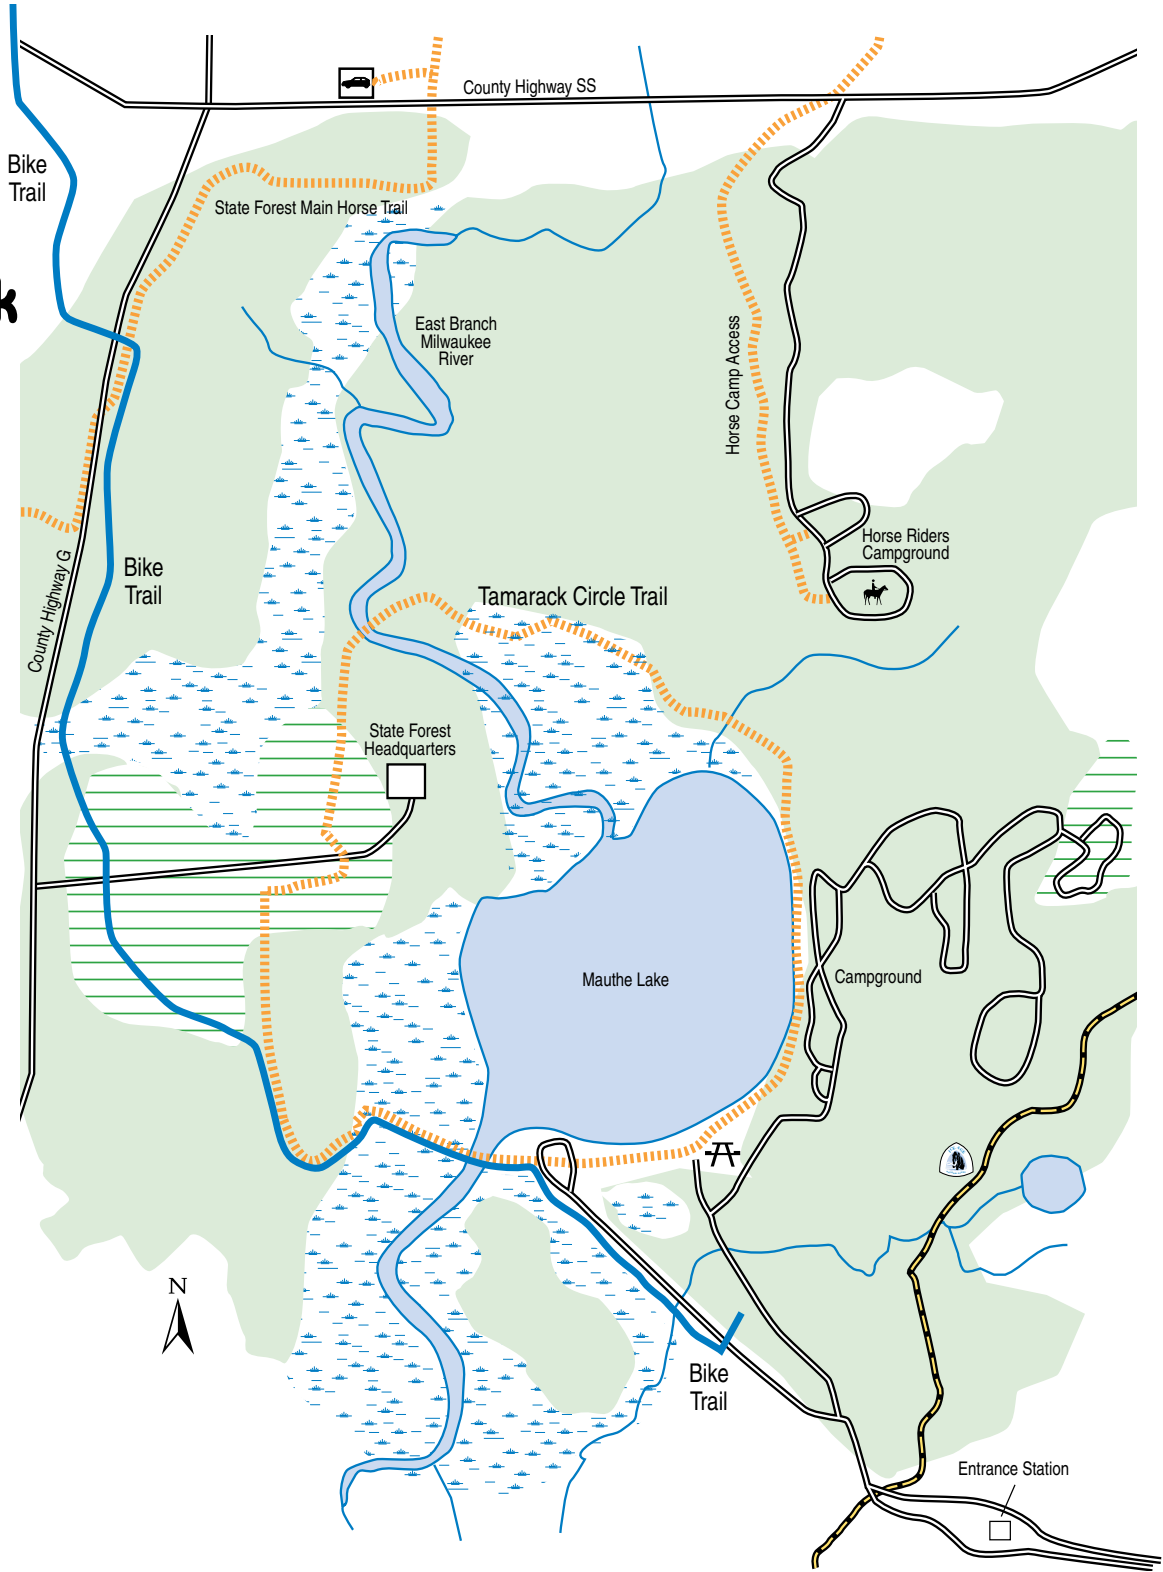 County Highway SS
Bike
Trail
State Forest Main Horse Trail
k
East Branch
Milwaukee
River
Horse Camp Access
Horse Riders
Campground
County Highway G
Bike
Trail
Tamarack Circle Trail
State Forest
Headquarters
Mauthe Lake
Campground
N
Bike
Trail
Entrance Station